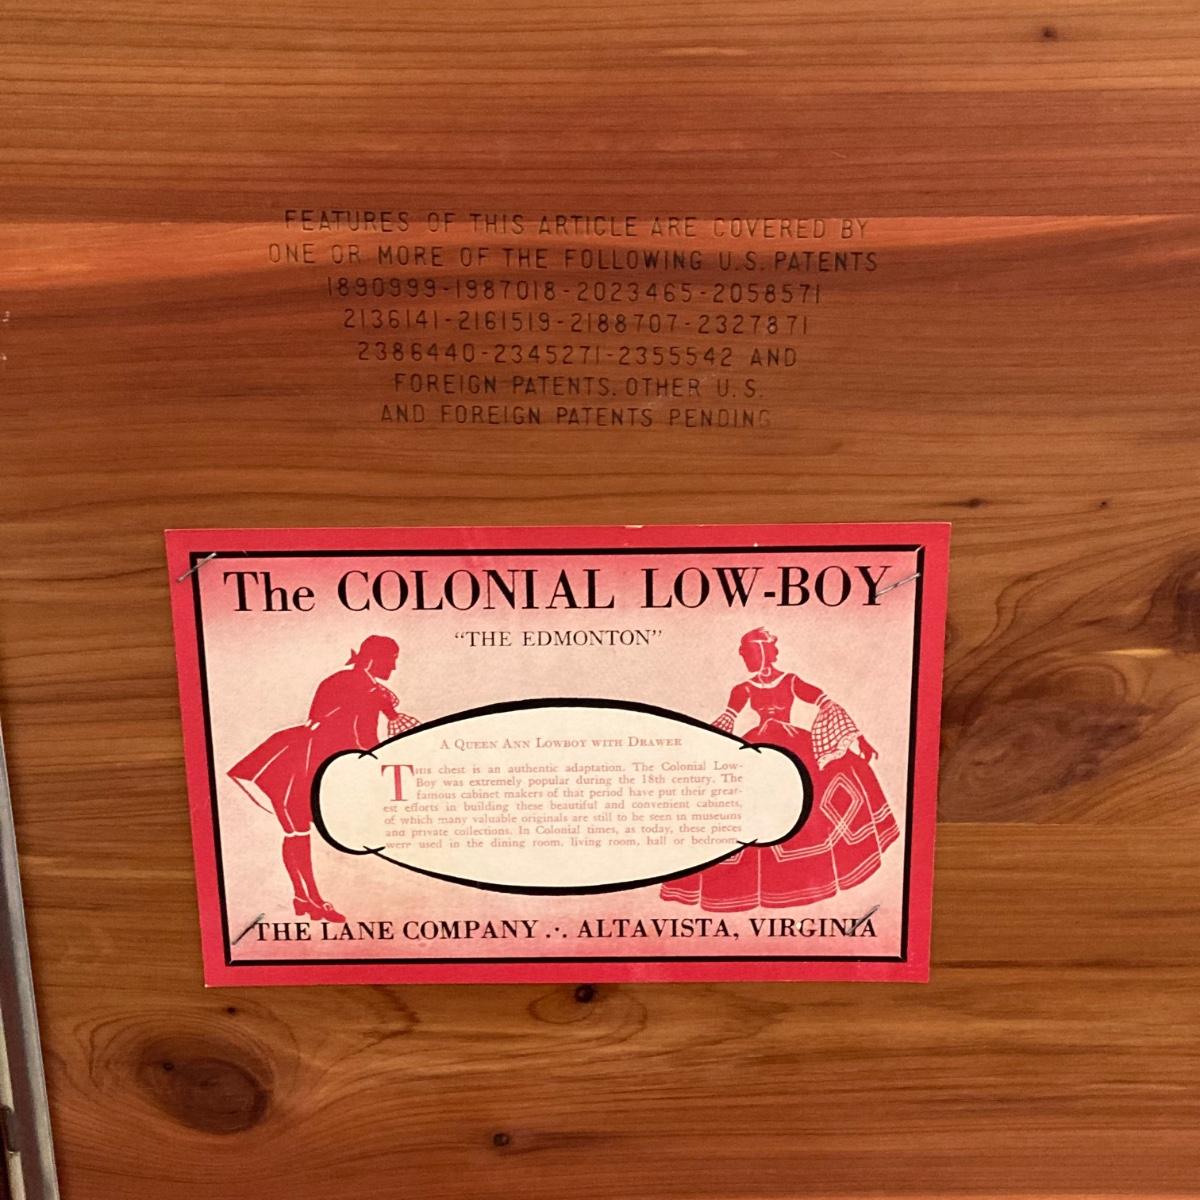 FEATURES OF THIS ARTICLE ARE COVERED BY
ONE OR MORE OF THE FOLLOWING U.S. PATENTS
1890999-1987018-2023465-2058571
2136141-2161519-2188707-2327871
2386440-2345271-2355542 AND
FOREIGN PATENTS. OTHER U.S.
AND FOREIGN PATENTS PENDING
The COLONIAL LOW-BOY
"THE EDMONTON"
A QUEEN ANN LOWBOY WITH DRAWER
THIS chest is an authentic adaptation. The Colonial Low-
Boy was extremely popular during the 18th century. The
famous cabinet makers of that period have put their great-
est efforts in building these beautiful and convenient cabinets,
of which many valuable originals are still to be seen in museums
and private collections. In Colonial times, as today, these pieces
were used in the dining room, living room, hall or bedroom.
THE LANE COMPANY ∴ ALTAVISTA, VIRGINIA